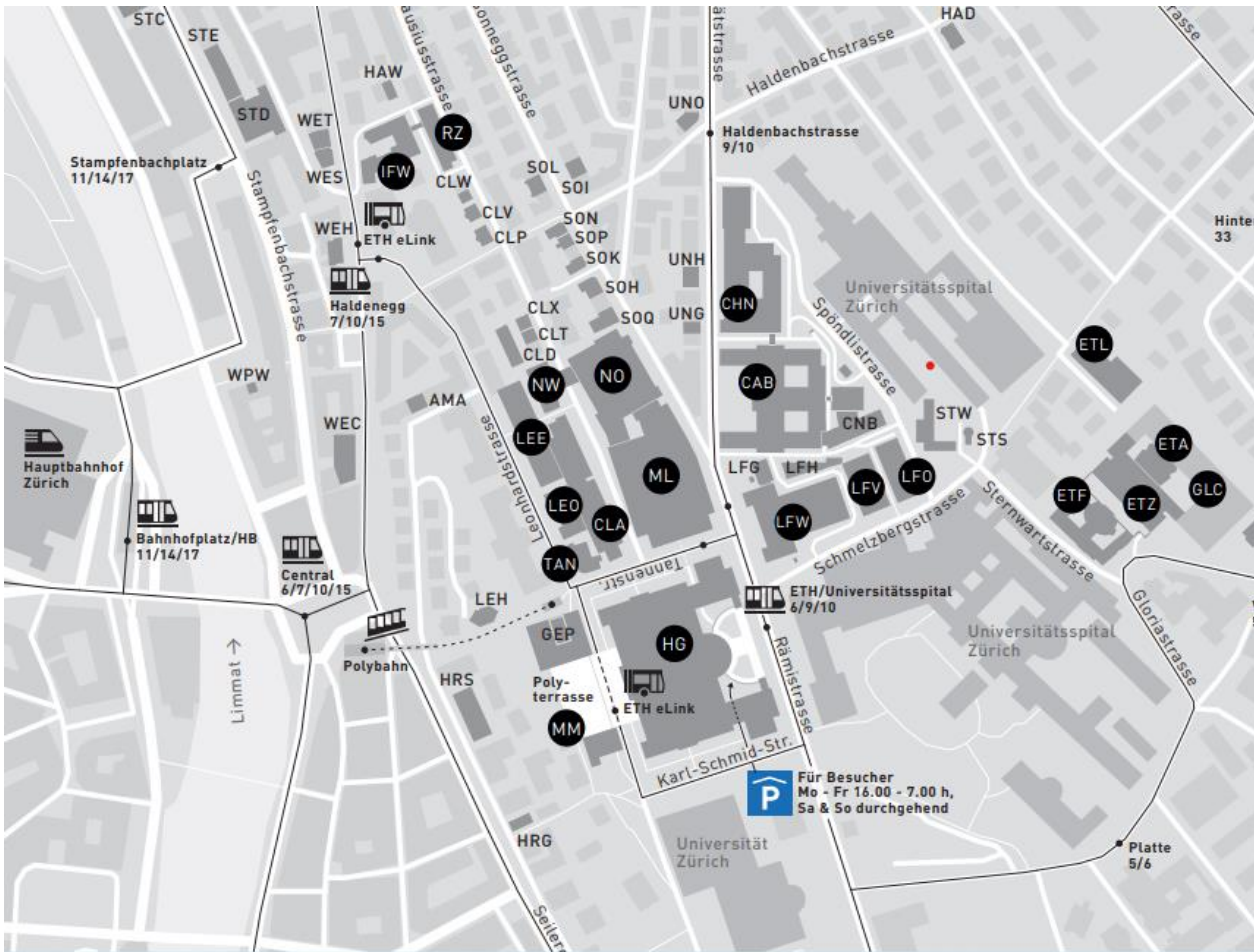 STC
STE
HAD
HAW
ausiusstrasse
onneggstrasse
ätstrasse
Haldenbachstrasse
strasse
UNO
WET
STD
RZ
Haldenbachstrasse
9/10
Stampfenbachplatz
11/14/17
WES
IFW
CLW
SOL
SOI
Stampfenbachstrasse
CLV
SON
WEH
ETH eLink
CLP
SOP
SOK
Hinte
33
UNH
SOH
Universitätsspital
Zürich
CHN
Spöndlistrasse
Haldenegg
7/10/15
CLX
CLT
SOQ
UNG
CLD
ETL
WPW
NW
NO
CAB
AMA
Leonhardstrasse
WEC
LEE
CNB
STW
STS
Hauptbahnhof
Zürich
ETA
LFG
LFH
ML
LFV
LFO
GLC
LEO
ETF
ETZ
CLA
LFW
Sternwartstrasse
Bahnhofplatz/HB
11/14/17
Schmelzbergstrasse
Central
6/7/10/15
TAN
Tannenstr.
ETH/Universitätsspital
6/9/10
LEH
GEP
HG
Universitätsspital
Zürich
Gloriastrasse
Polybahn
Limmat →
HRS
Poly-
terrasse
ETH eLink
Rämistrasse
MM
Karl-Schmid-Str.
P
Für Besucher
Mo - Fr 16.00 - 7.00 h,
Sa & So durchgehend
HRG
Universität
Zürich
Platte
5/6
Seiler